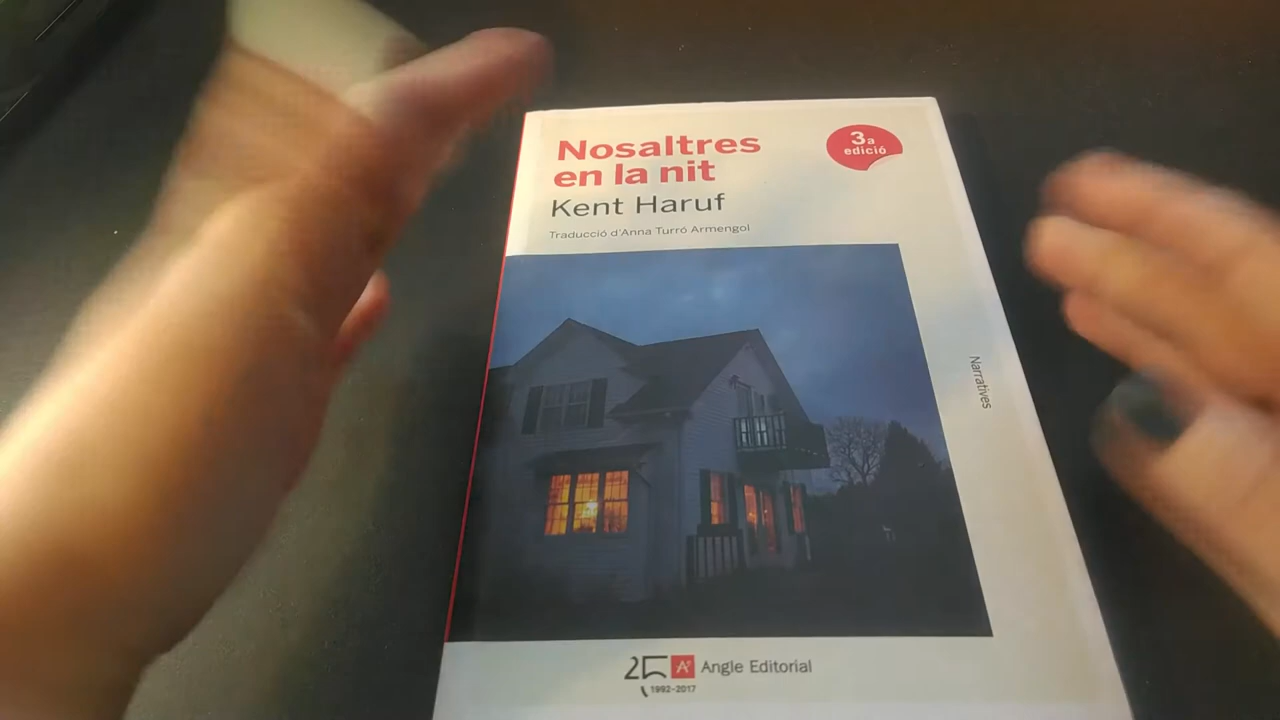 Nosaltres
en la nit
Kent Haruf
Traducció d'Anna Turró Armengol
3a
edició
Narratives
25
1992-2017
A
Angle Editorial